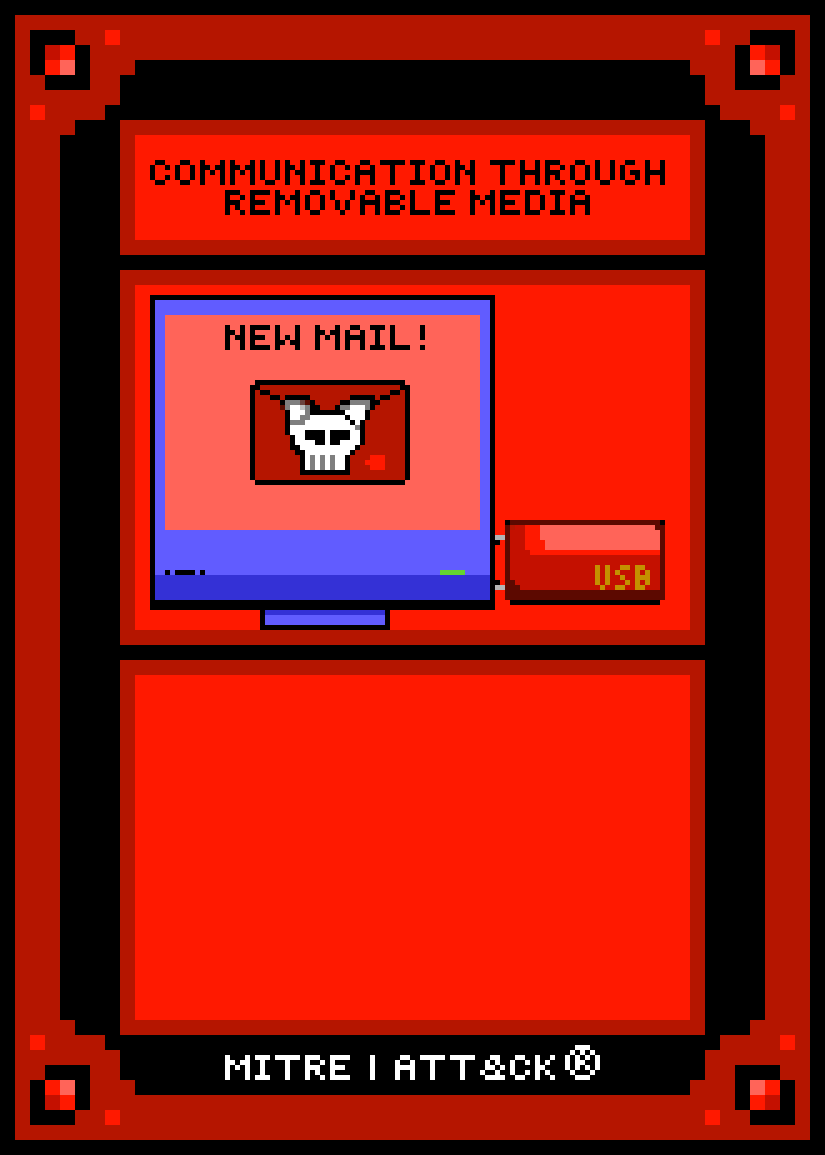 COMMUNICATION THROUGH
REMOVABLE MEDIA
NEW MAIL!
USB
MITRE | ATT&CK®